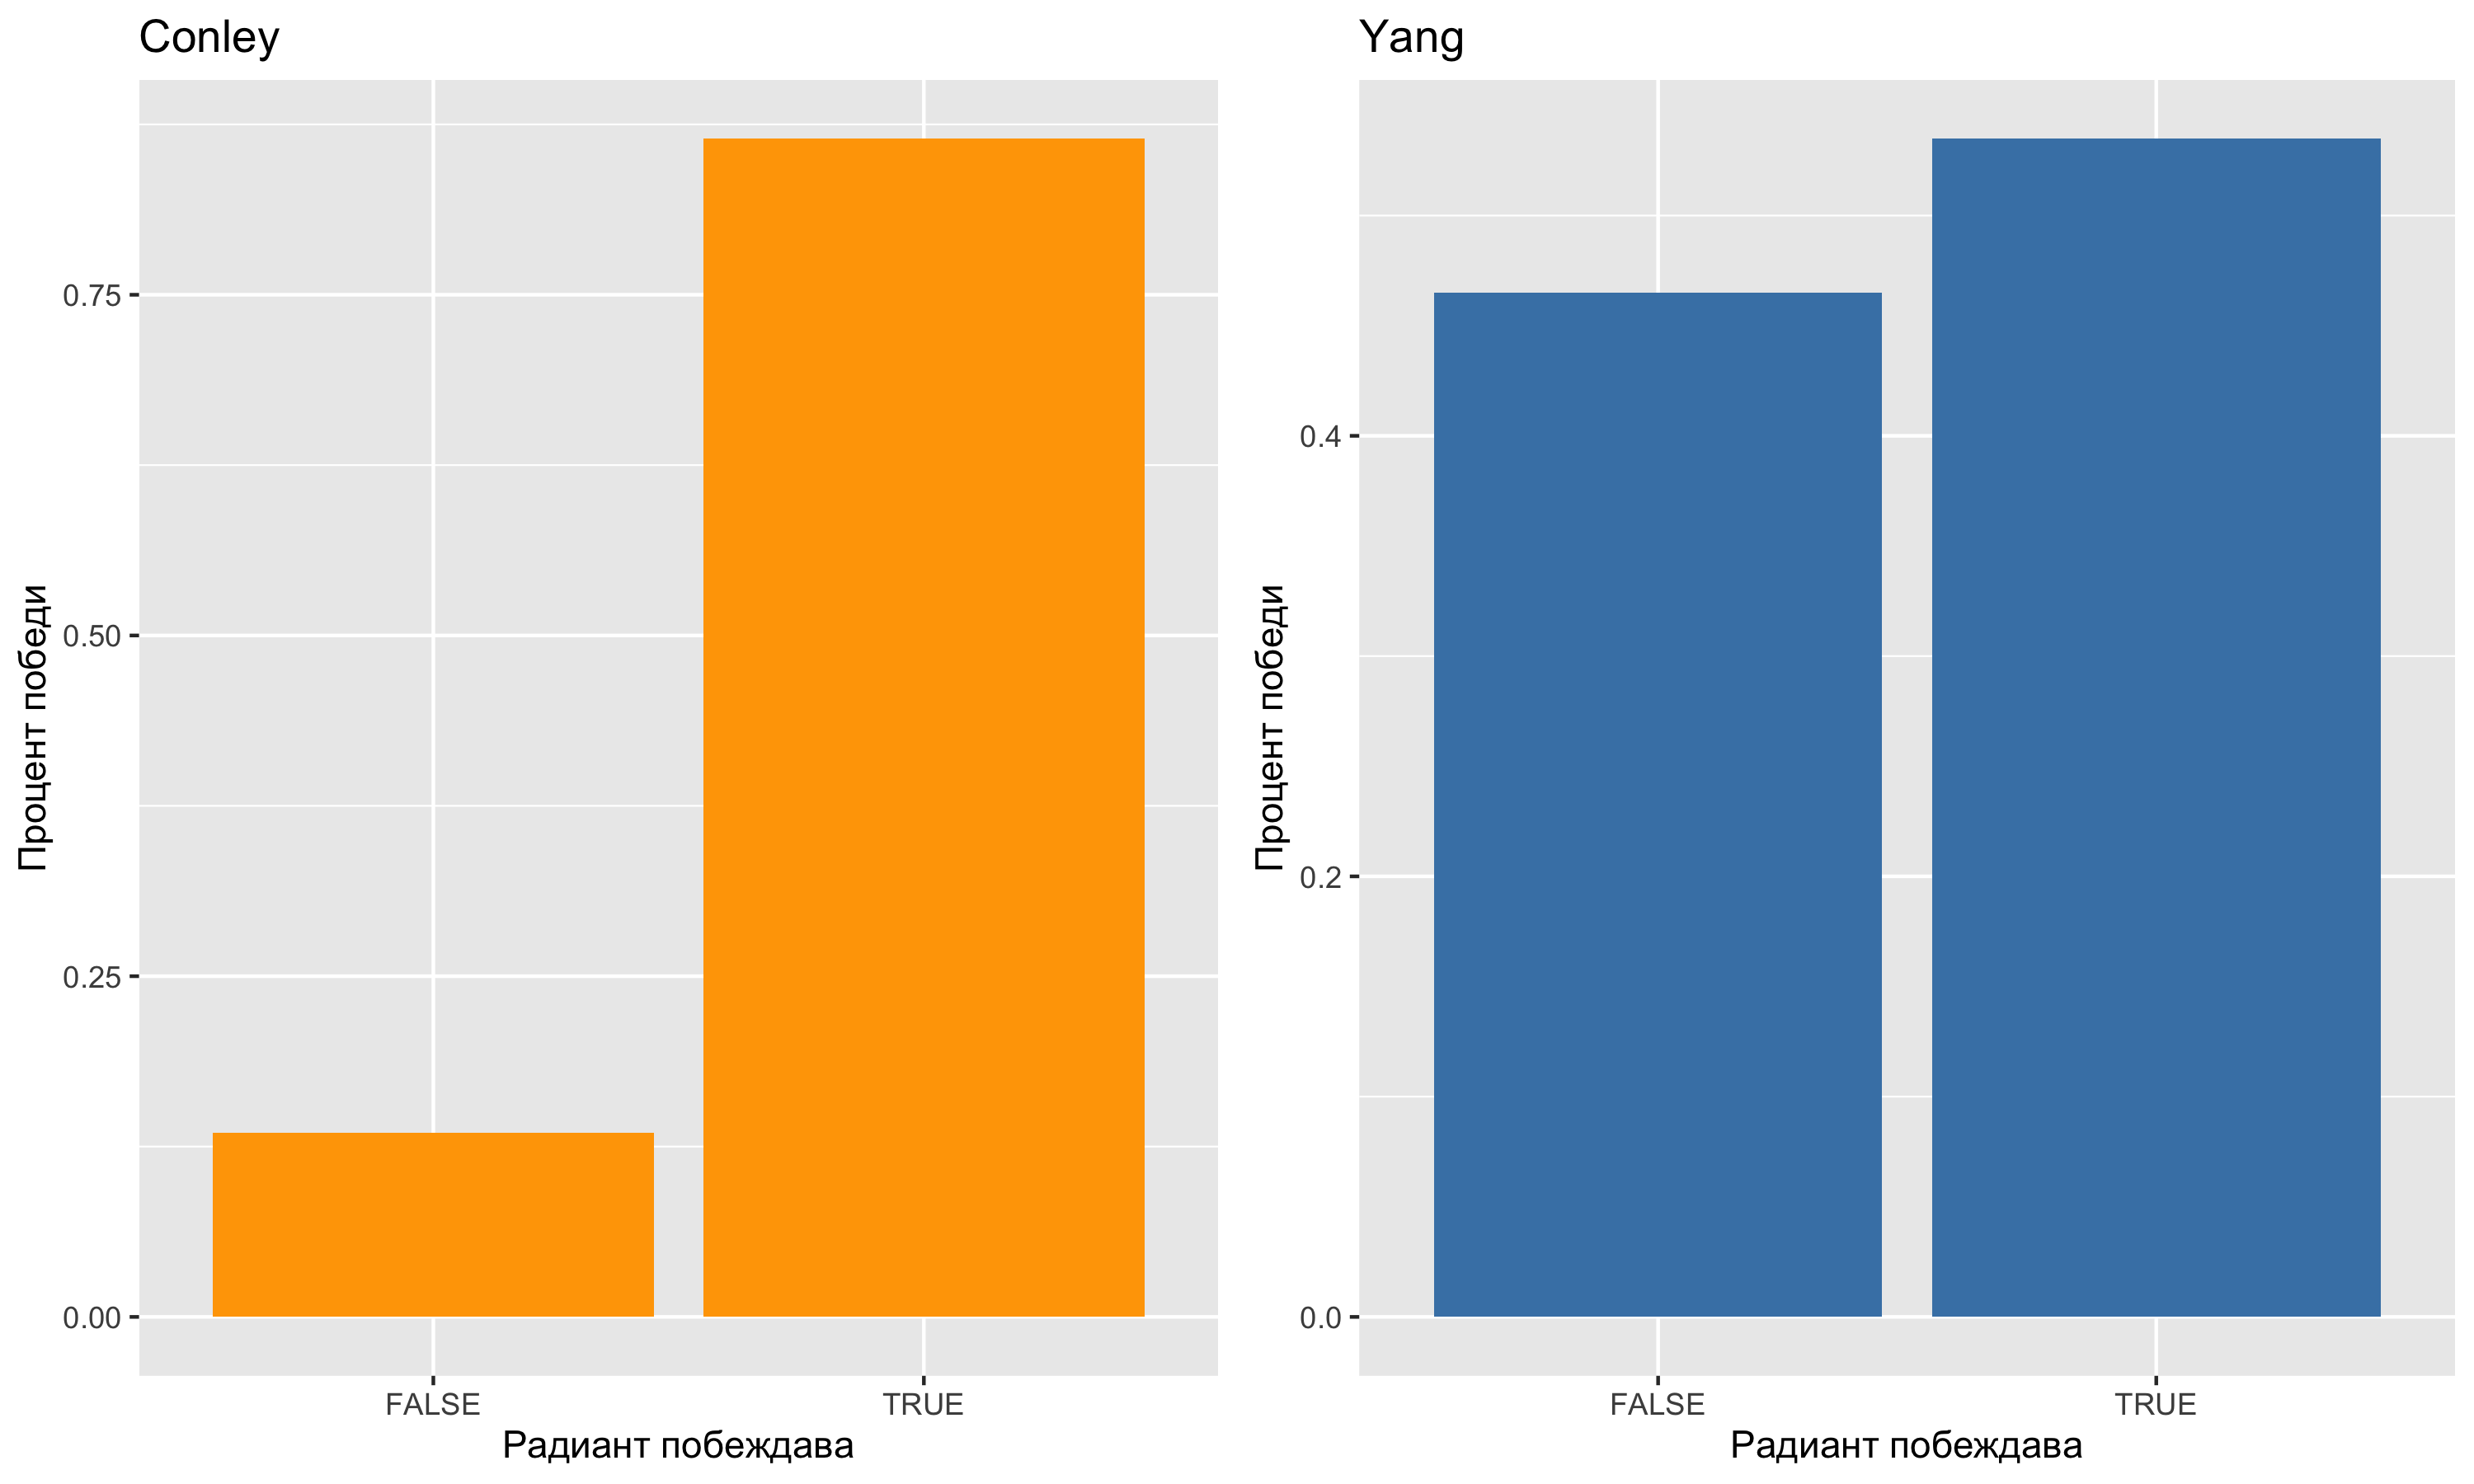 Conley
Процент победи
0.75
0.50
0.25
0.00
FALSE
TRUE
Радиант побеждава
Yang
Процент победи
0.4
0.2
0.0
FALSE
TRUE
Радиант побеждава